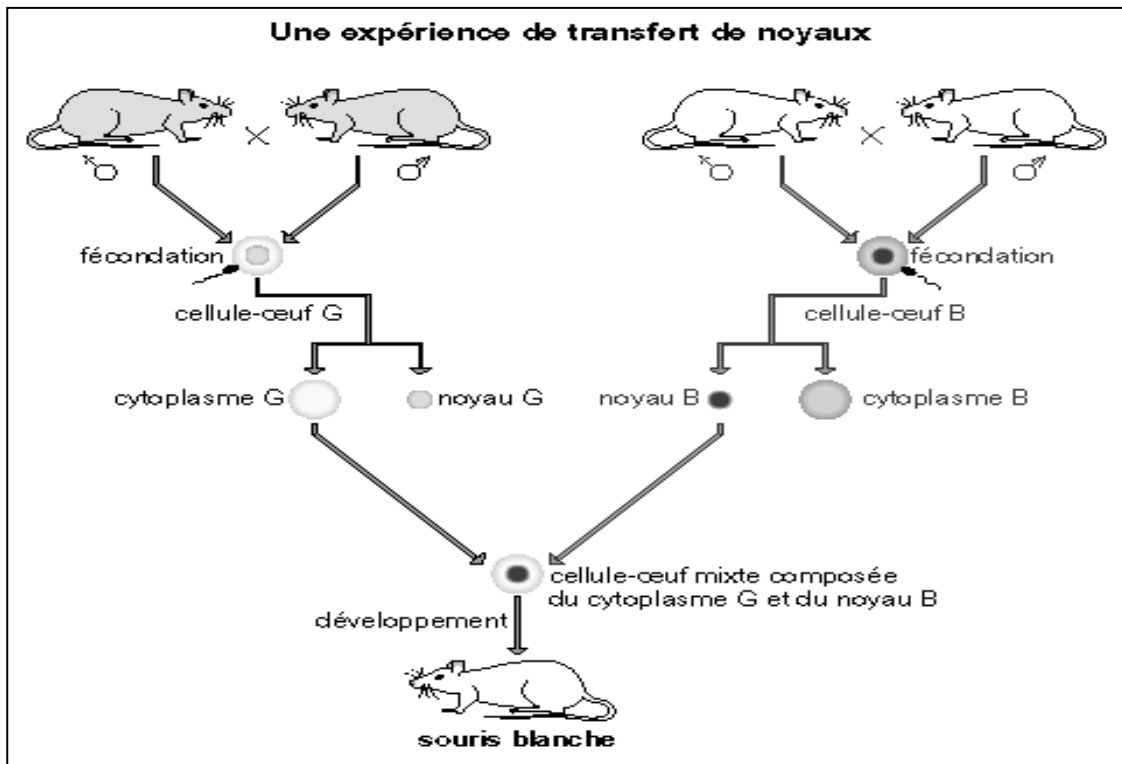 Une expérience de transfert de noyaux
fécondation
fécondation
cellule-œuf G
cellule-œuf B
cytoplasme G
noyau G
noyau B
cytoplasme B
cellule-œuf mixte composée
du cytoplasme G et du noyau B
développement
souris blanche